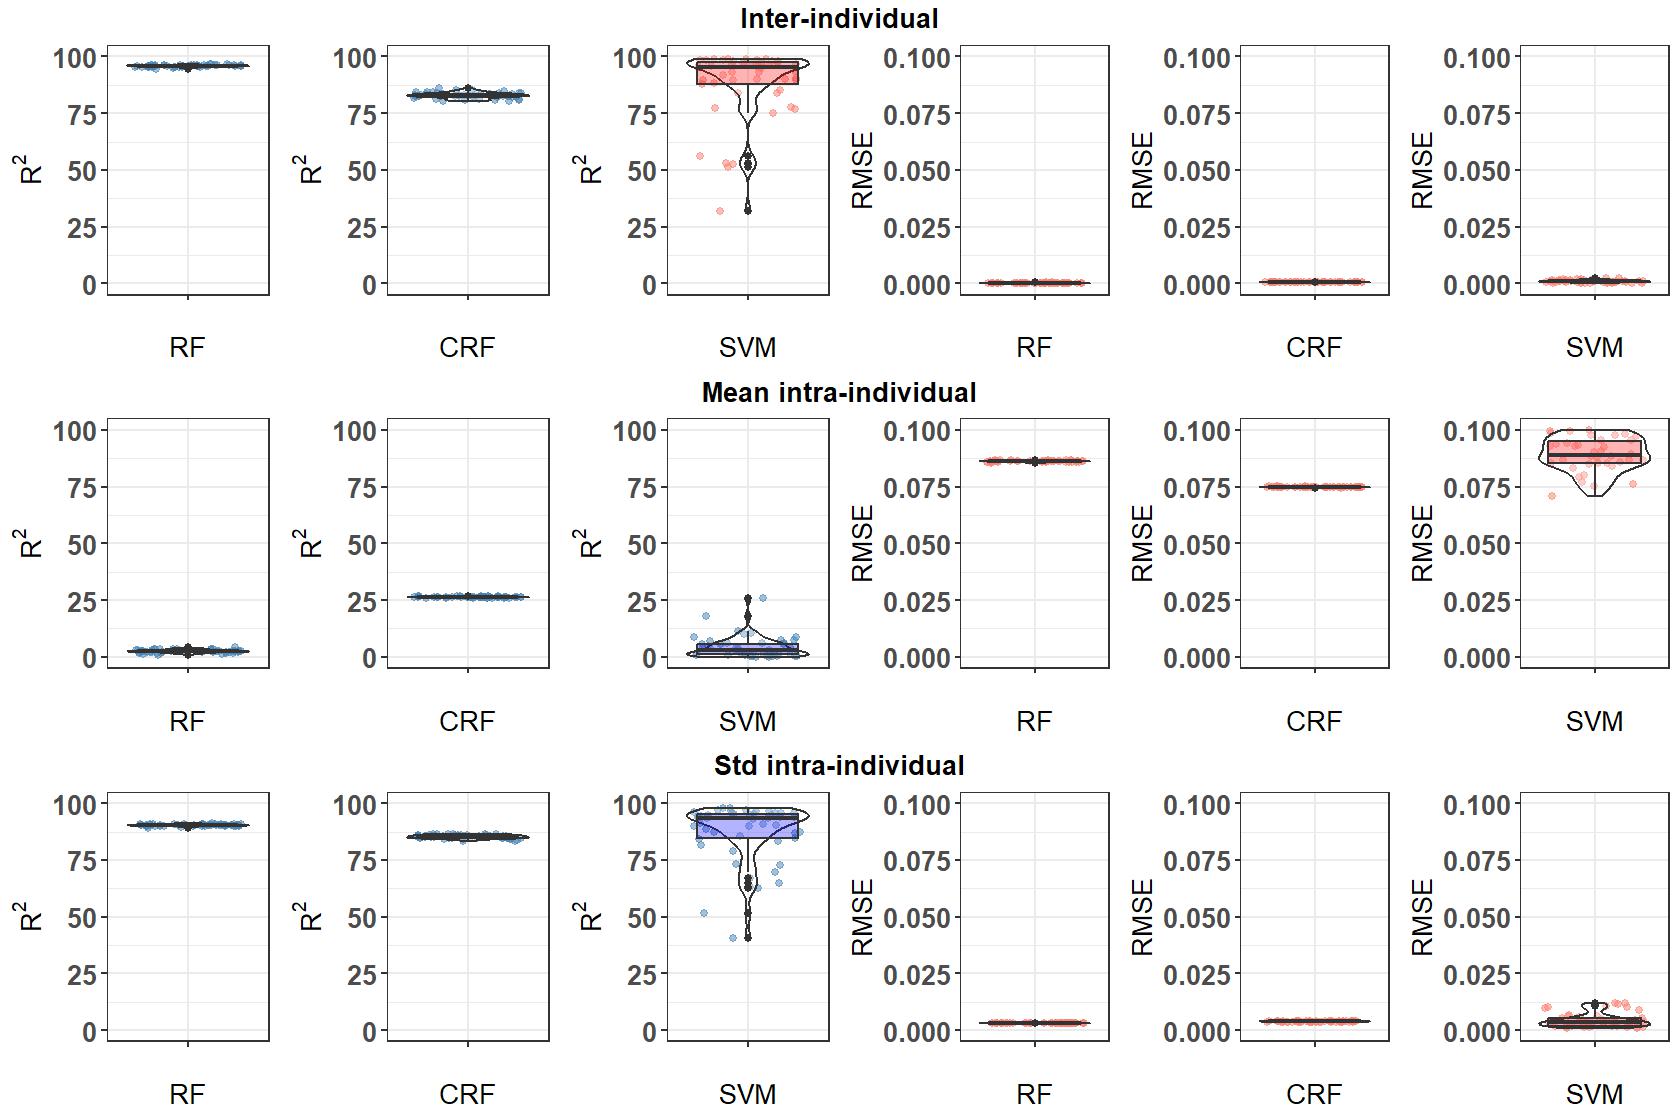 Inter-individual
100 100 100 0.100 0.100 0.100
75 75 75 0.075 0.075 0.075
R² R² R² RMSE RMSE RMSE
50 50 50 0.050 0.050 0.050
25 25 25 0.025 0.025 0.025
0 0 0 0.000 0.000 0.000
RF CRF SVM RF CRF SVM
Mean intra-individual
100 100 100 0.100 0.100 0.100
75 75 75 0.075 0.075 0.075
R² R² R² RMSE RMSE RMSE
50 50 50 0.050 0.050 0.050
25 25 25 0.025 0.025 0.025
0 0 0 0.000 0.000 0.000
RF CRF SVM RF CRF SVM
Std intra-individual
100 100 100 0.100 0.100 0.100
75 75 75 0.075 0.075 0.075
R² R² R² RMSE RMSE RMSE
50 50 50 0.050 0.050 0.050
25 25 25 0.025 0.025 0.025
0 0 0 0.000 0.000 0.000
RF CRF SVM RF CRF SVM